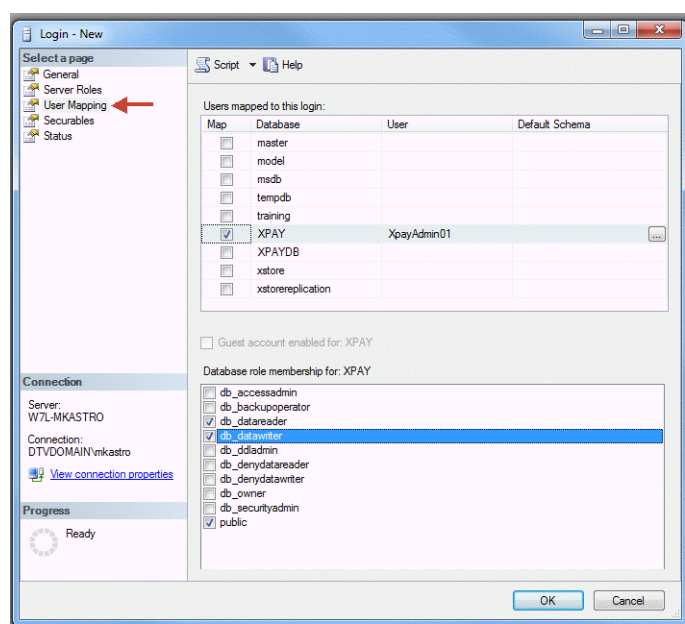 Login - New
Select a page
General
Server Roles
User Mapping
Securables
Status
Script Help
Users mapped to this login:
Map Database User Default Schema
master
model
msdb
tempdb
training
XPAY XpayAdmin01 ...
XPAYDB
xstore
xstorereplication
Guest account enabled for: XPAY
Database role membership for: XPAY
db_accessadmin
db_backupoperator
db_datareader
db_datawriter
db_ddladmin
db_denydatareader
db_denydatawriter
db_owner
db_securityadmin
public
Connection
Server:
W7L-MKASTRO
Connection:
DTVDOMAIN\mkastro
View connection properties
Progress
Ready
OK Cancel